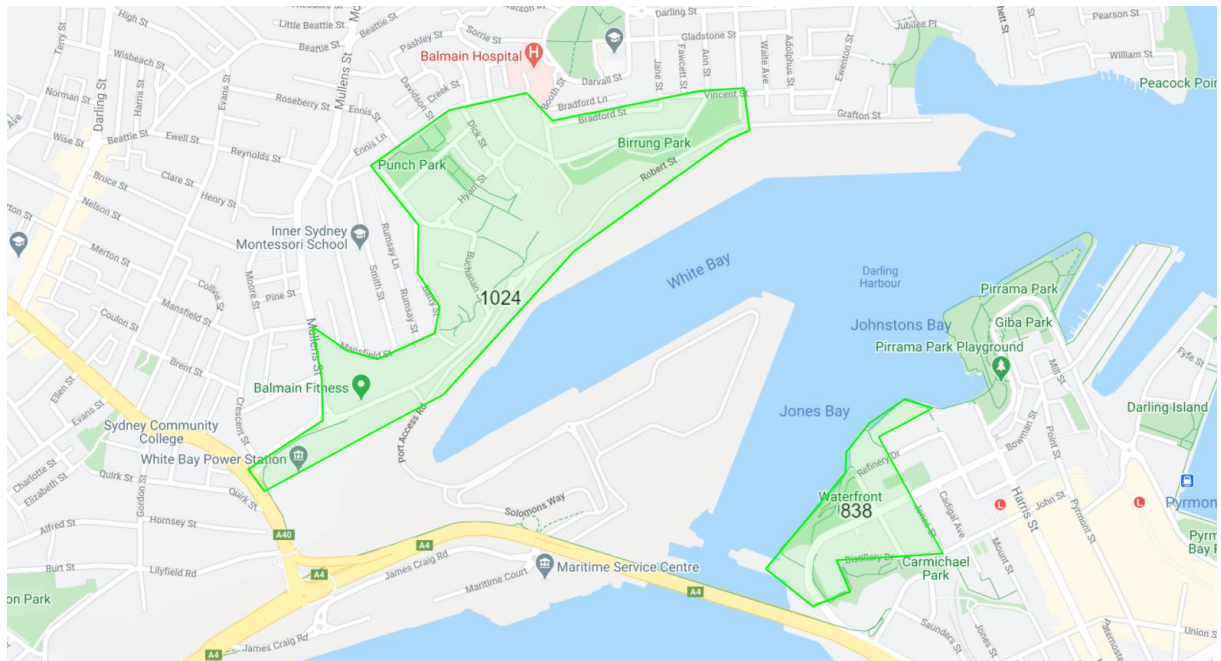 High St
Little Beattie St
Beattie St
Terry St
Wisbeach St
Darling St
Harris St
Evans St
Mullens St
Pashley St
Sorrie St
Balmain Hospital
Darling St
Gladstone St
Jubilee Pl
Pearson St
William St
Peacock Poin
Norman St
Roseberry St
Davidson St
Creek St
Ennis St
Booth St
Darvall St
Jane St
Fawcett St
Ann St
Waite Ave
Adolphus St
Ewenton St
Bradford Ln
Bradford St
Vincent St
Grafton St
Wise St
Beattie St
Ewell St
Reynolds St
Ennis Ln
Dick St
Birrung Park
Punch Park
Robert St
Bruce St
Clare St
Henry St
Nelson St
Hyam St
Inner Sydney
Montessori School
Rumsay Ln
Merton St
Moore St
Smith St
Rumsay St
Batty St
Buchanan
1024
White Bay
Darling
Harbour
Pirrama Park
Collins St
Pine St
Mansfield St
Coulon St
Mullens St
Mansfield St
Johnstons Bay
Giba Park
Pirrama Park Playground
Mill St
Fyfe St
Brent St
Balmain Fitness
Ellen St
Evans St
Crescent St
Port Access Rd
Jones Bay
Darling Island
Bowman St
Point St
Sydney Community
College
White Bay Power Station
Charlotte St
Elizabeth St
Quirk St
Quirk St
Gordon St
Refinery Dr
Waterfront
838
Harris St
John St
Pyrmont St
Pyrmon
Cadigal Ave
Jones St
Solomons Way
Alfred St
Hornsey St
A40
A4
Distillery Dr
Mount St
Carmichael
Park
Pyrm
Bay P
Burt St
Lilyfield Rd
A4
James Craig Rd
Maritime Court
Maritime Service Centre
A4
on Park
James Craig Rd
A4
Saunders St
Jones St
Union S